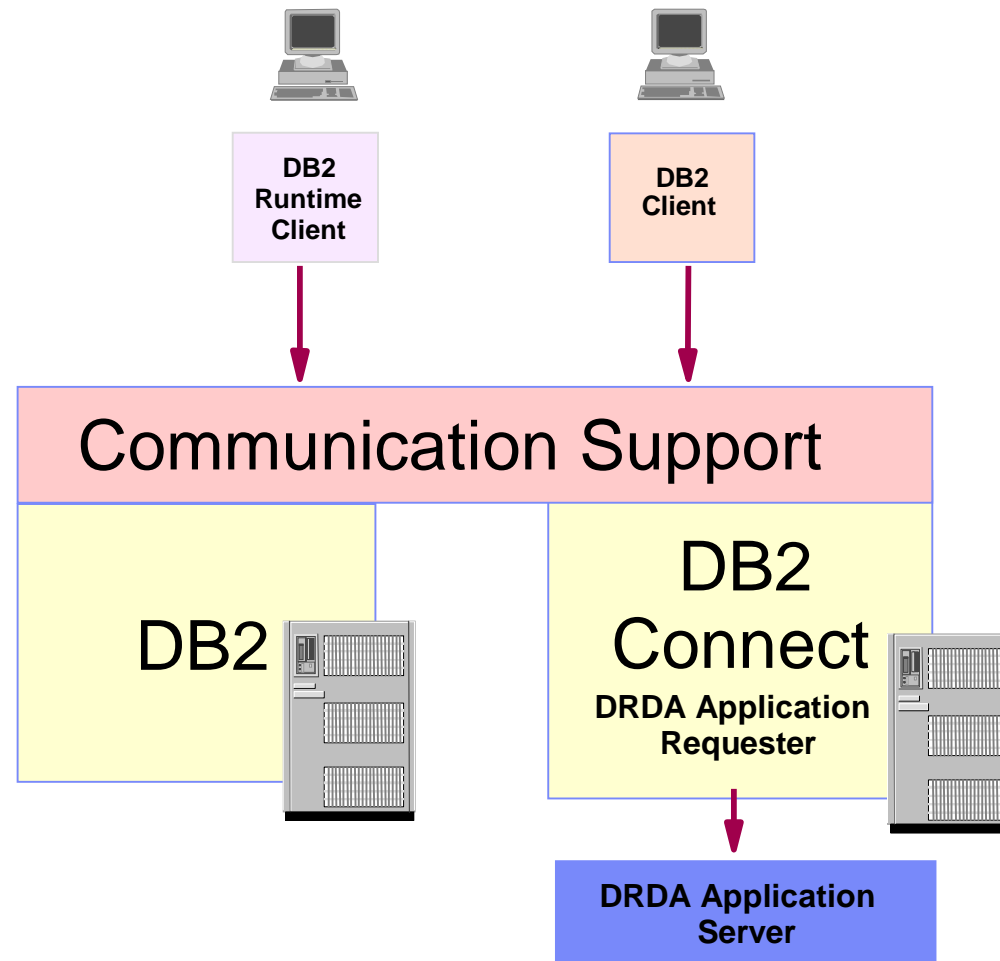 DB2
Runtime
Client
DB2
Client
Communication Support
DB2
DB2
Connect
DRDA Application
Requester
DRDA Application
Server